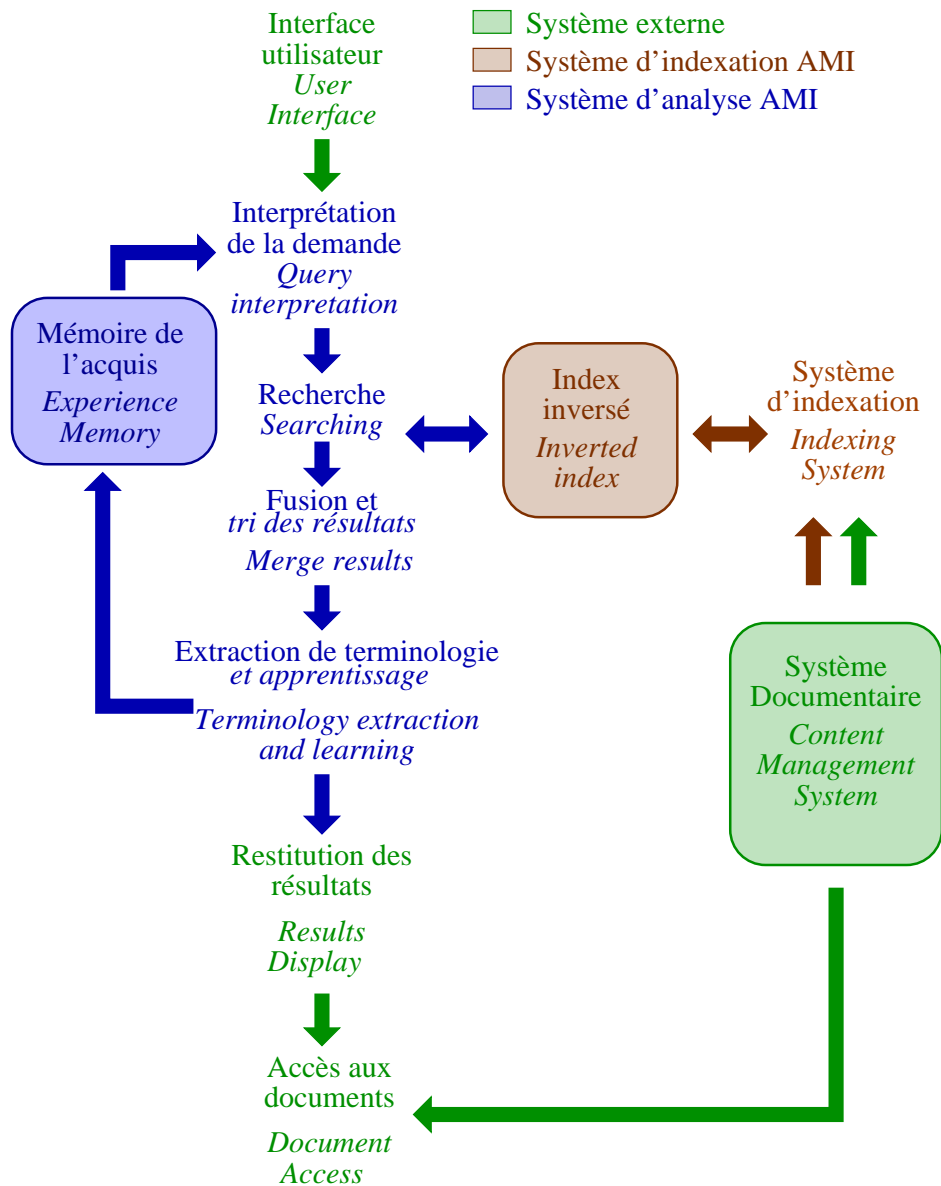 Interface
utilisateur
User
Interface
Système externe
Système d'indexation AMI
Système d'analyse AMI
Interprétation
de la demande
Query
interpretation
Mémoire de
l'acquis
Experience
Memory
Recherche
Searching
Index
inversé
Inverted
index
Système
d'indexation
Indexing
System
Fusion et
tri des résultats
Merge results
Extraction de terminologie
et apprentissage
Terminology extraction
and learning
Système
Documentaire
Content
Management
System
Restitution des
résultats
Results
Display
Accès aux
documents
Document
Access